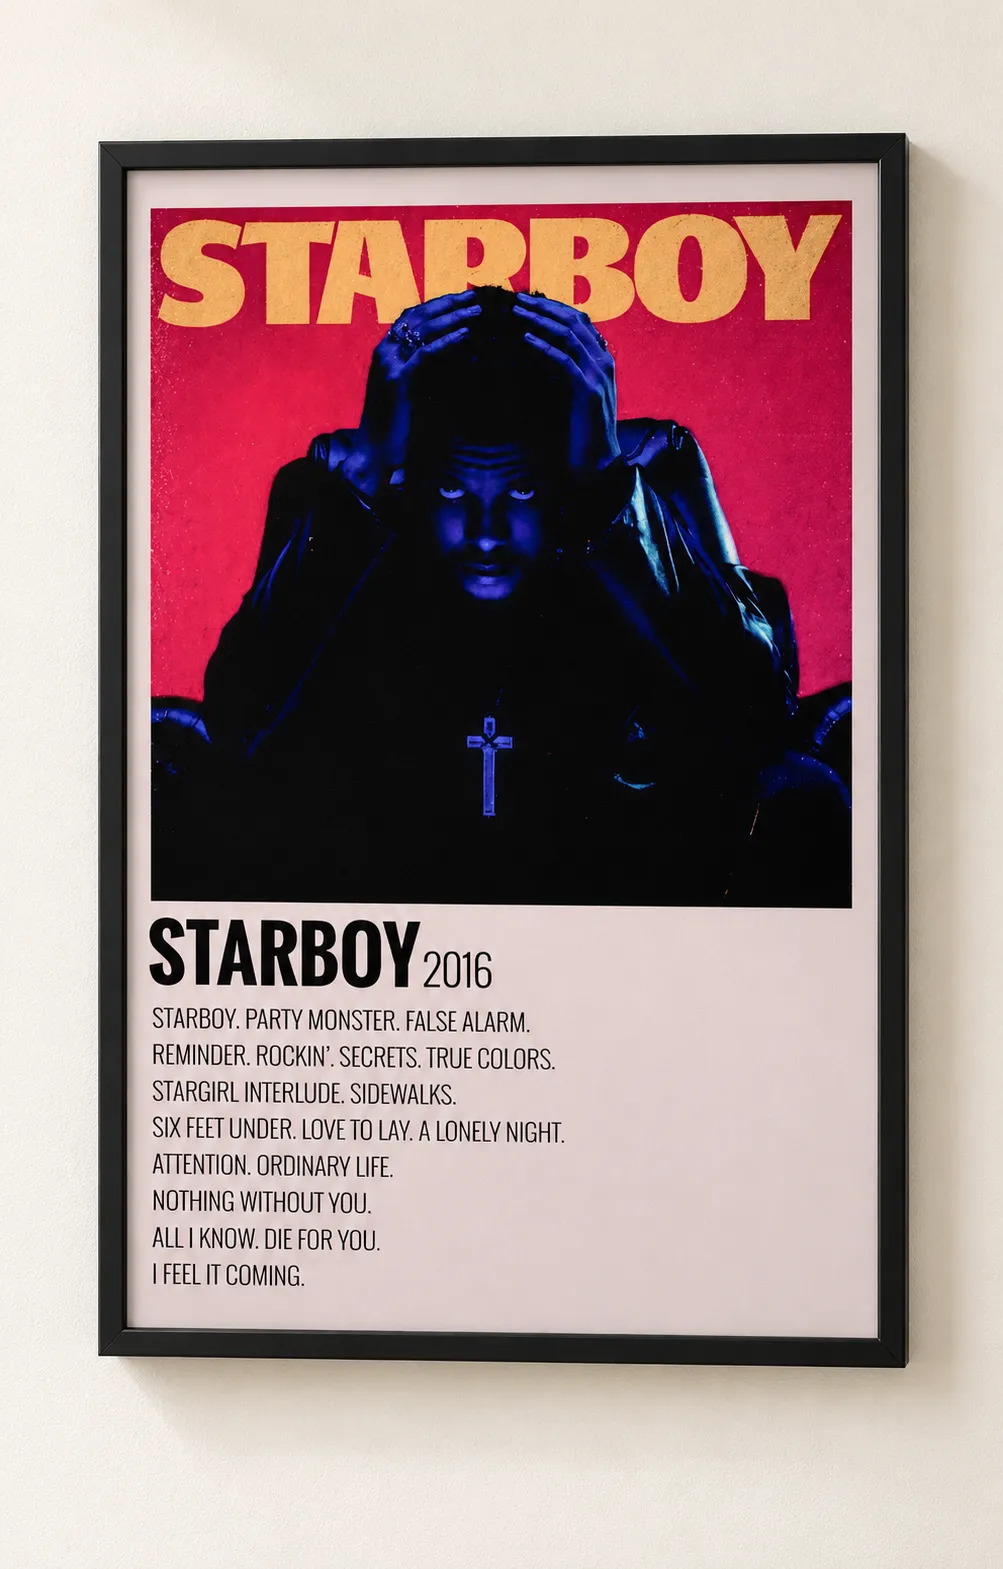 STARBOY
STARBOY 2016
STARBOY. PARTY MONSTER. FALSE ALARM.
REMINDER. ROCKIN'. SECRETS. TRUE COLORS.
STARGIRL INTERLUDE. SIDEWALKS.
SIX FEET UNDER. LOVE TO LAY. A LONELY NIGHT.
ATTENTION. ORDINARY LIFE.
NOTHING WITHOUT YOU.
ALL I KNOW. DIE FOR YOU.
I FEEL IT COMING.